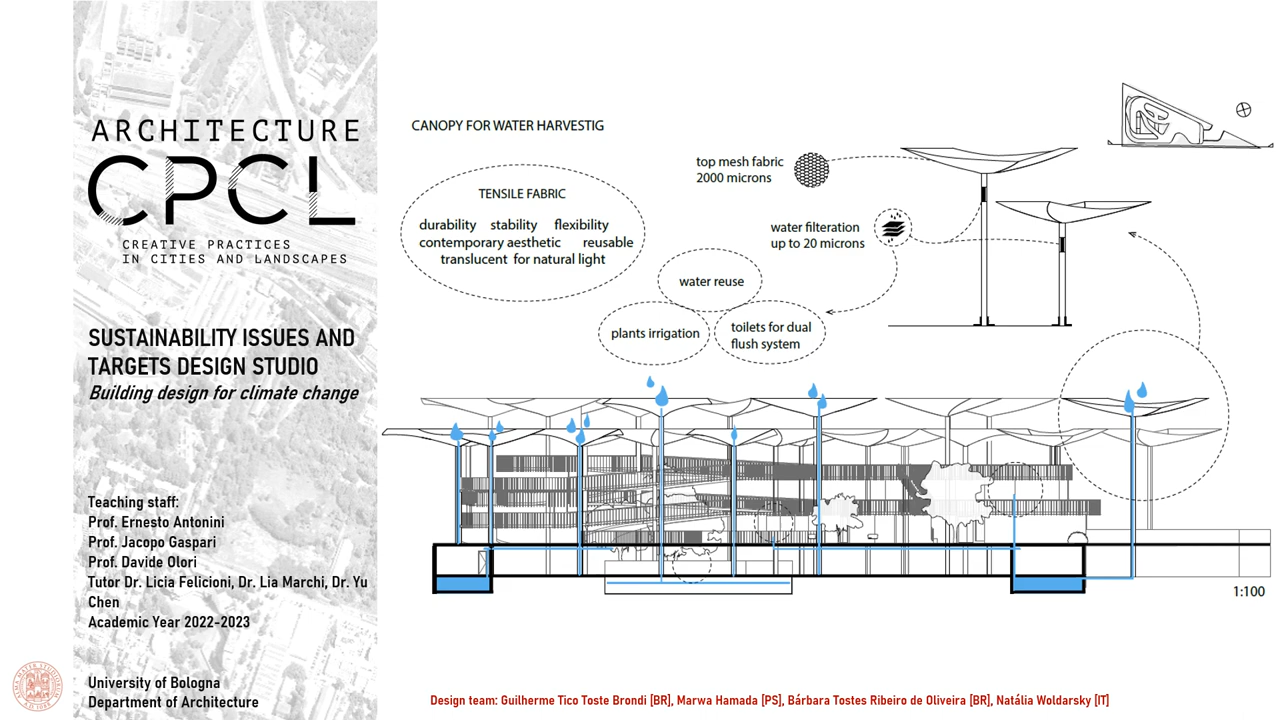 ARCHITECTURE
CPCL
CREATIVE PRACTICES
IN CITIES AND LANDSCAPES
SUSTAINABILITY ISSUES AND
TARGETS DESIGN STUDIO
Building design for climate change
Teaching staff:
Prof. Ernesto Antonini
Prof. Jacopo Gaspari
Prof. Davide Olori
Tutor Dr. Licia Felicioni, Dr. Lia Marchi, Dr. Yu
Chen
Academic Year 2022-2023
University of Bologna
Department of Architecture
CANOPY FOR WATER HARVESTIG
TENSILE FABRIC
durability stability flexibility
contemporary aesthetic reusable
translucent for natural light
top mesh fabric
2000 microns
water filteration
up to 20 microns
water reuse
plants irrigation
toilets for dual
flush system
1:100
Design team: Guilherme Tico Toste Brondi [BR], Marwa Hamada [PS], Bárbara Tostes Ribeiro de Oliveira [BR], Natália Woldarsky [IT]